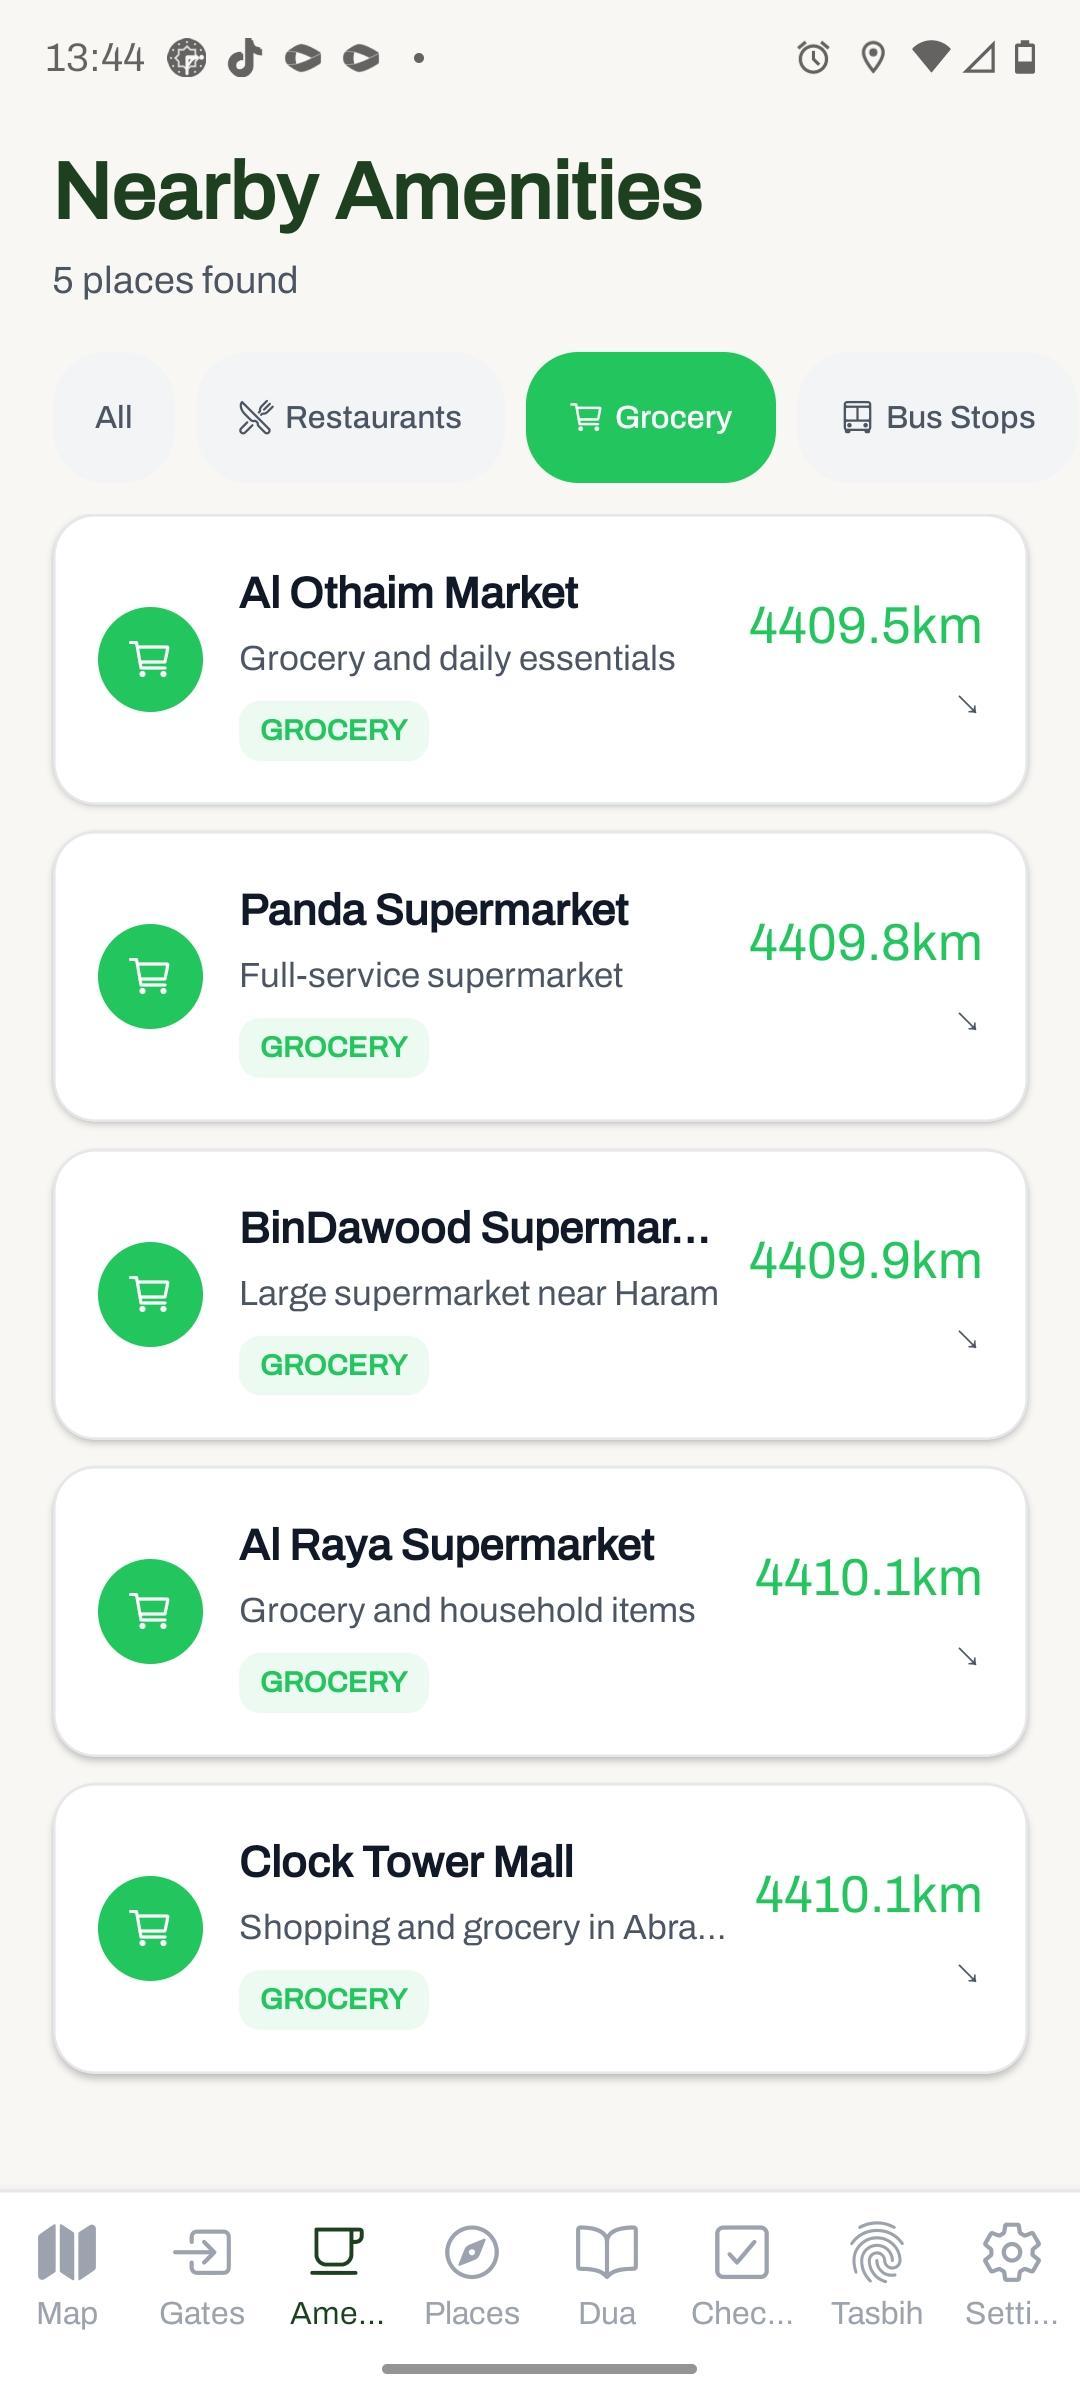 13:44
Nearby Amenities
5 places found
All
Restaurants
Grocery
Bus Stops
Al Othaim Market
Grocery and daily essentials
GROCERY
4409.5km
↘
Panda Supermarket
Full-service supermarket
GROCERY
4409.8km
↘
BinDawood Supermar...
Large supermarket near Haram
GROCERY
4409.9km
↘
Al Raya Supermarket
Grocery and household items
GROCERY
4410.1km
↘
Clock Tower Mall
Shopping and grocery in Abra...
GROCERY
4410.1km
↘
Map
Gates
Ame...
Places
Dua
Chec...
Tasbih
Setti...